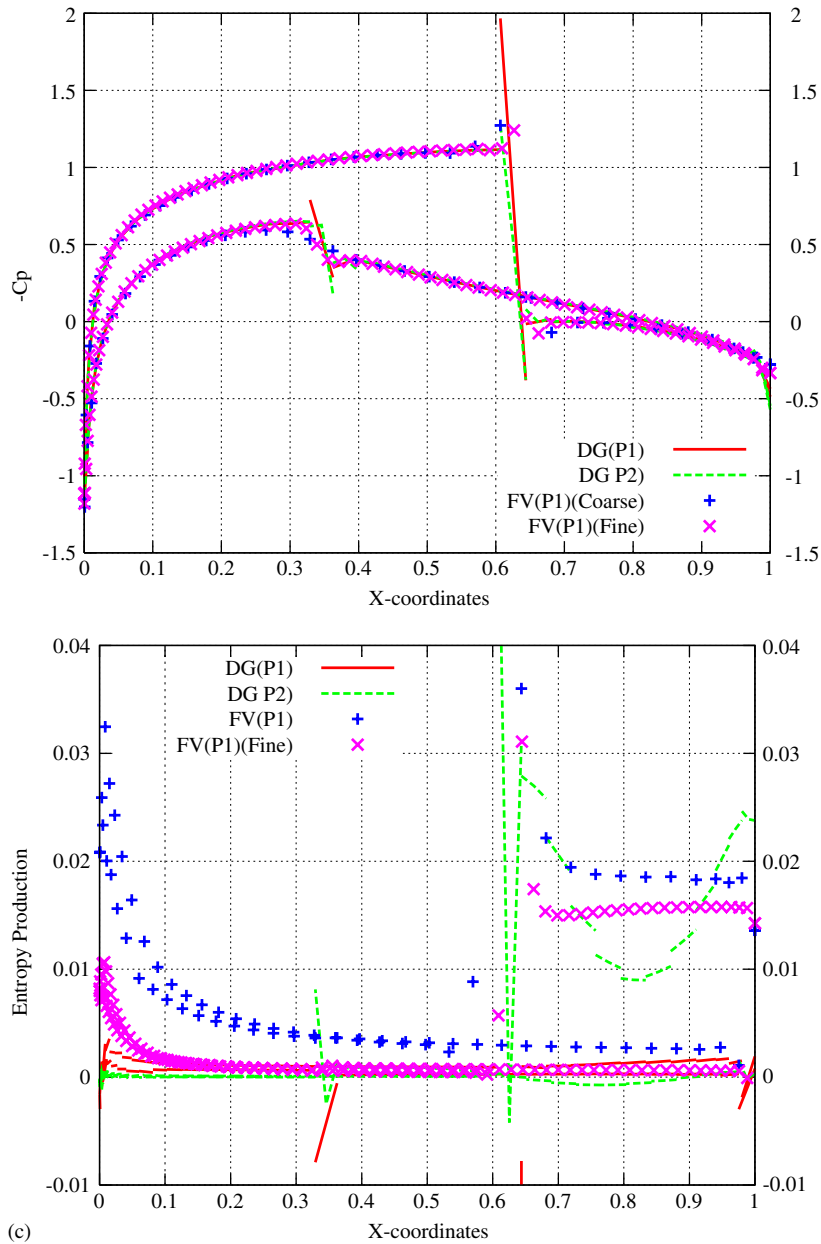 2
2
1.5
1.5
1
1
0.5
0.5
0
0
-0.5
-0.5
-1
-1
-1.5
-1.5
-Cp
DG(P1)
DG P2)
FV(P1)(Coarse)
FV(P1)(Fine)
0 0.1 0.2 0.3 0.4 0.5 0.6 0.7 0.8 0.9 1
X-coordinates
0.04
0.04
0.03
0.03
0.02
0.02
0.01
0.01
0
0
-0.01
-0.01
Entropy Production
DG(P1)
DG P2)
FV(P1)
FV(P1)(Fine)
0 0.1 0.2 0.3 0.4 0.5 0.6 0.7 0.8 0.9 1
(c) X-coordinates